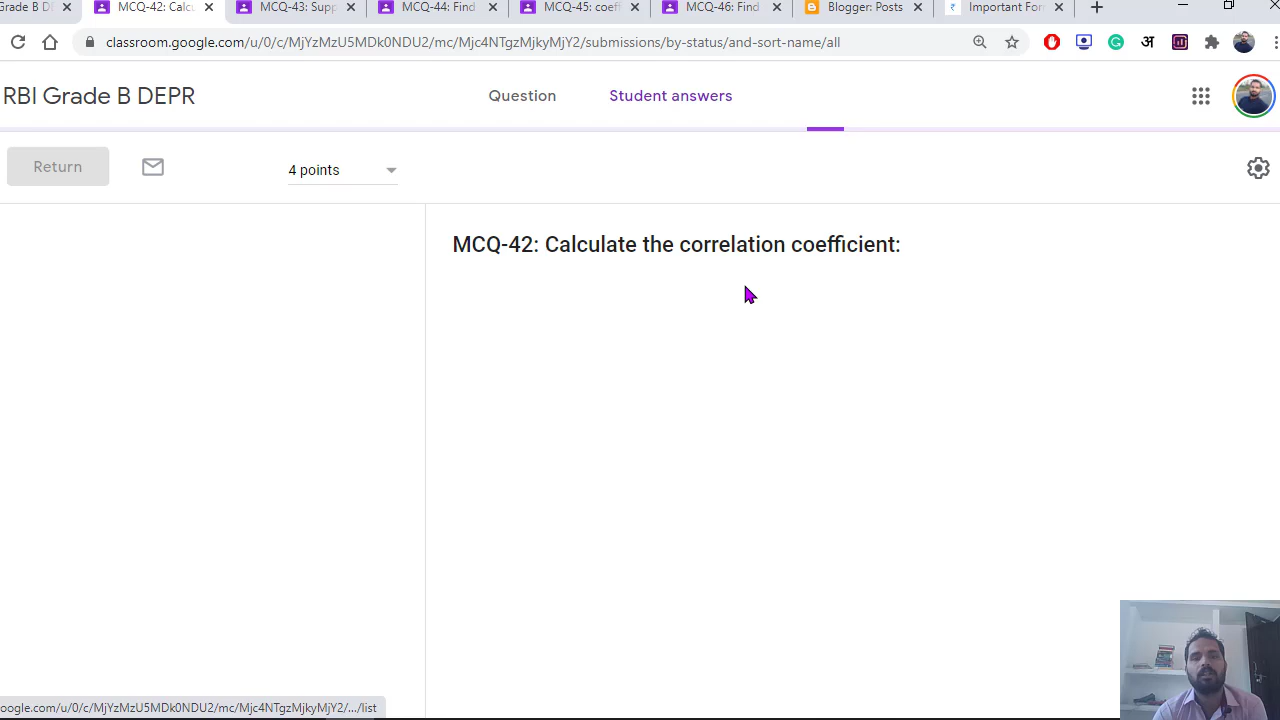 Grade B D
MCQ-42: Calc
MCQ-43: Supp
MCQ-44: Find
MCQ-45: coeff
MCQ-46: Find
Blogger: Posts
Important For
classroom.google.com/u/0/c/MjYzMzU5MDk0NDU2/mc/Mjc4NTgzMjkyMjY2/submissions/by-status/and-sort-name/all
अ
RBI Grade B DEPR
Question
Student answers
Return
4 points
MCQ-42: Calculate the correlation coefficient:
oogle.com/u/0/c/MjYzMzU5MDk0NDU2/mc/Mjc4NTgzMjkyMjY2/.../list